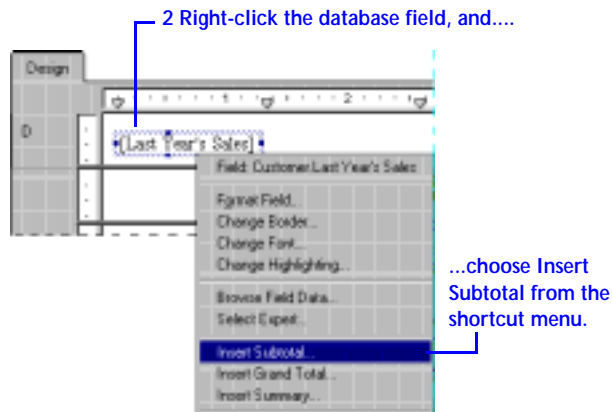 2 Right-click the database field, and....
Design
1 2
D
{Last Year's Sales}
Field: Customer.Last Year's Sales
Format Field...
Change Border...
Change Font...
Change Highlighting...
...choose Insert
Subtotal from the
shortcut menu.
Browse Field Data...
Select Expert...
Insert Subtotal...
Insert Grand Total...
Insert Summary...